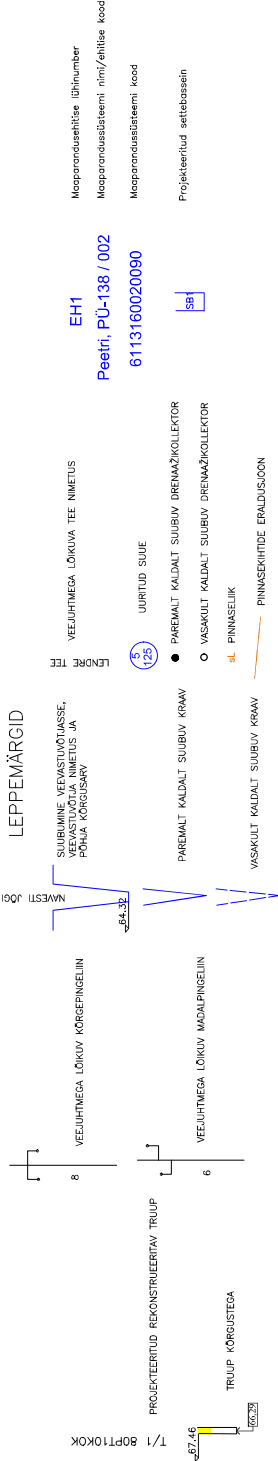 LEPPEMÄRGID
T/1 80PT10KOK
PROJEKTEERITUD REKONSTRUEERITAV TRUUP
67.46
66.29
TRUUP KÕRGUSTEGA
8
VEEJUHTMEGA LÕIKUV KÕRGEPINGELIIN
6
VEEJUHTMEGA LÕIKUV MADALPINGELIIN
NAVESTI JÕGI
64.32
SUUBUMINE VEEVASTUVÕTJASSE,
VEEVASTUVÕTJA NIMETUS JA
PÕHJA KÕRGUSARV
PAREMALT KALDALT SUUBUV KRAAV
VASAKULT KALDALT SUUBUV KRAAV
LENDRE TEE
VEEJUHTMEGA LÕIKUVA TEE NIMETUS
5
125
UURITUD SUUE
PAREMALT KALDALT SUUBUV DRENAAŽIKOLLEKTOR
VASAKULT KALDALT SUUBUV DRENAAŽIKOLLEKTOR
sL PINNASELIIK
PINNASEKIHTIDE ERALDUSJOON
EH1
Maaparandusehitise lühinumber
Peetri, PÜ-138 / 002
Maaparandussüsteemi nimi/ehitise kood
6113160020090
Maaparandussüsteemi kood
SB1
Projekteeritud settebassein